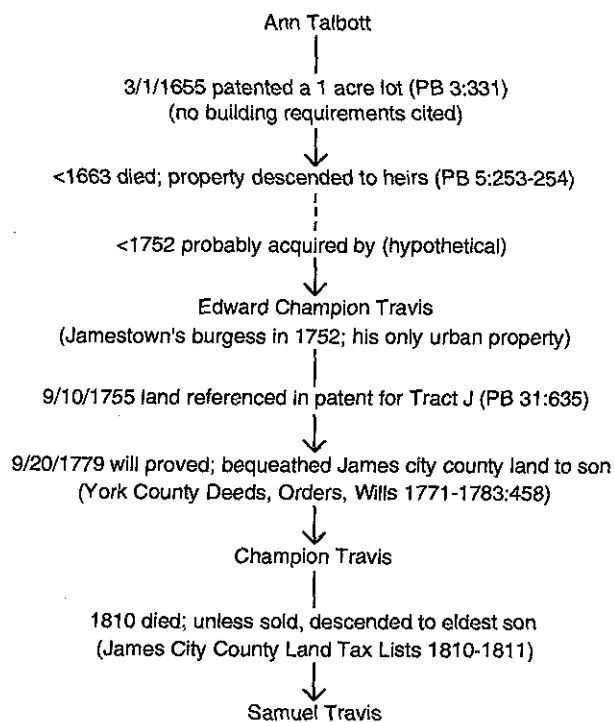 Ann Talbott
3/1/1655 patented a 1 acre lot (PB 3:331)
(no building requirements cited)
<1663 died; property descended to heirs (PB 5:253-254)
<1752 probably acquired by (hypothetical)
Edward Champion Travis
(Jamestown's burgess in 1752; his only urban property)
9/10/1755 land referenced in patent for Tract J (PB 31:635)
9/20/1779 will proved; bequeathed James city county land to son
(York County Deeds, Orders, Wills 1771-1783:458)
Champion Travis
1810 died; unless sold, descended to eldest son
(James City County Land Tax Lists 1810-1811)
Samuel Travis